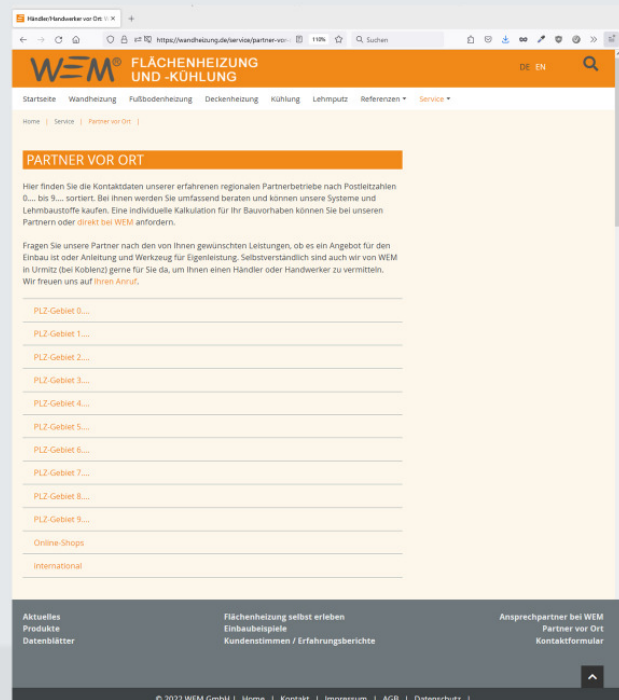 Händler/Handwerker vor Ort
https://wandheizung.de/service/partner-vor-
110%
Suchen
WEM® FLÄCHENHEIZUNG
UND -KÜHLUNG
DE EN
Startseite Wandheizung Fußbodenheizung Deckenheizung Kühlung Lehmputz Referenzen Service
Home | Service | Partner vor Ort |
PARTNER VOR ORT
Hier finden Sie die Kontaktdaten unserer erfahrenen regionalen Partnerbetriebe nach Postleitzahlen
0.... bis 9.... sortiert. Bei ihnen werden Sie umfassend beraten und können unsere Systeme und
Lehmbaustoffe kaufen. Eine individuelle Kalkulation für Ihr Bauvorhaben können Sie bei unseren
Partnern oder direkt bei WEM anfordern.
Fragen Sie unsere Partner nach den von Ihnen gewünschten Leistungen, ob es ein Angebot für den
Einbau ist oder Anleitung und Werkzeug für Eigenleistung. Selbstverständlich sind auch wir von WEM
in Urmitz (bei Koblenz) gerne für Sie da, um Ihnen einen Händler oder Handwerker zu vermitteln.
Wir freuen uns auf Ihren Anruf.
PLZ-Gebiet 0....
PLZ-Gebiet 1....
PLZ-Gebiet 2....
PLZ-Gebiet 3....
PLZ-Gebiet 4....
PLZ-Gebiet 5....
PLZ-Gebiet 6....
PLZ-Gebiet 7....
PLZ-Gebiet 8....
PLZ-Gebiet 9....
Online-Shops
International
Aktuelles Flächenheizung selbst erleben Ansprechpartner bei WEM
Produkte Einbaubeispiele Partner vor Ort
Datenblätter Kundenstimmen / Erfahrungsberichte Kontaktformular
© 2022 WEM GmbH | Home | Kontakt | Impressum | AGB | Datenschutz |